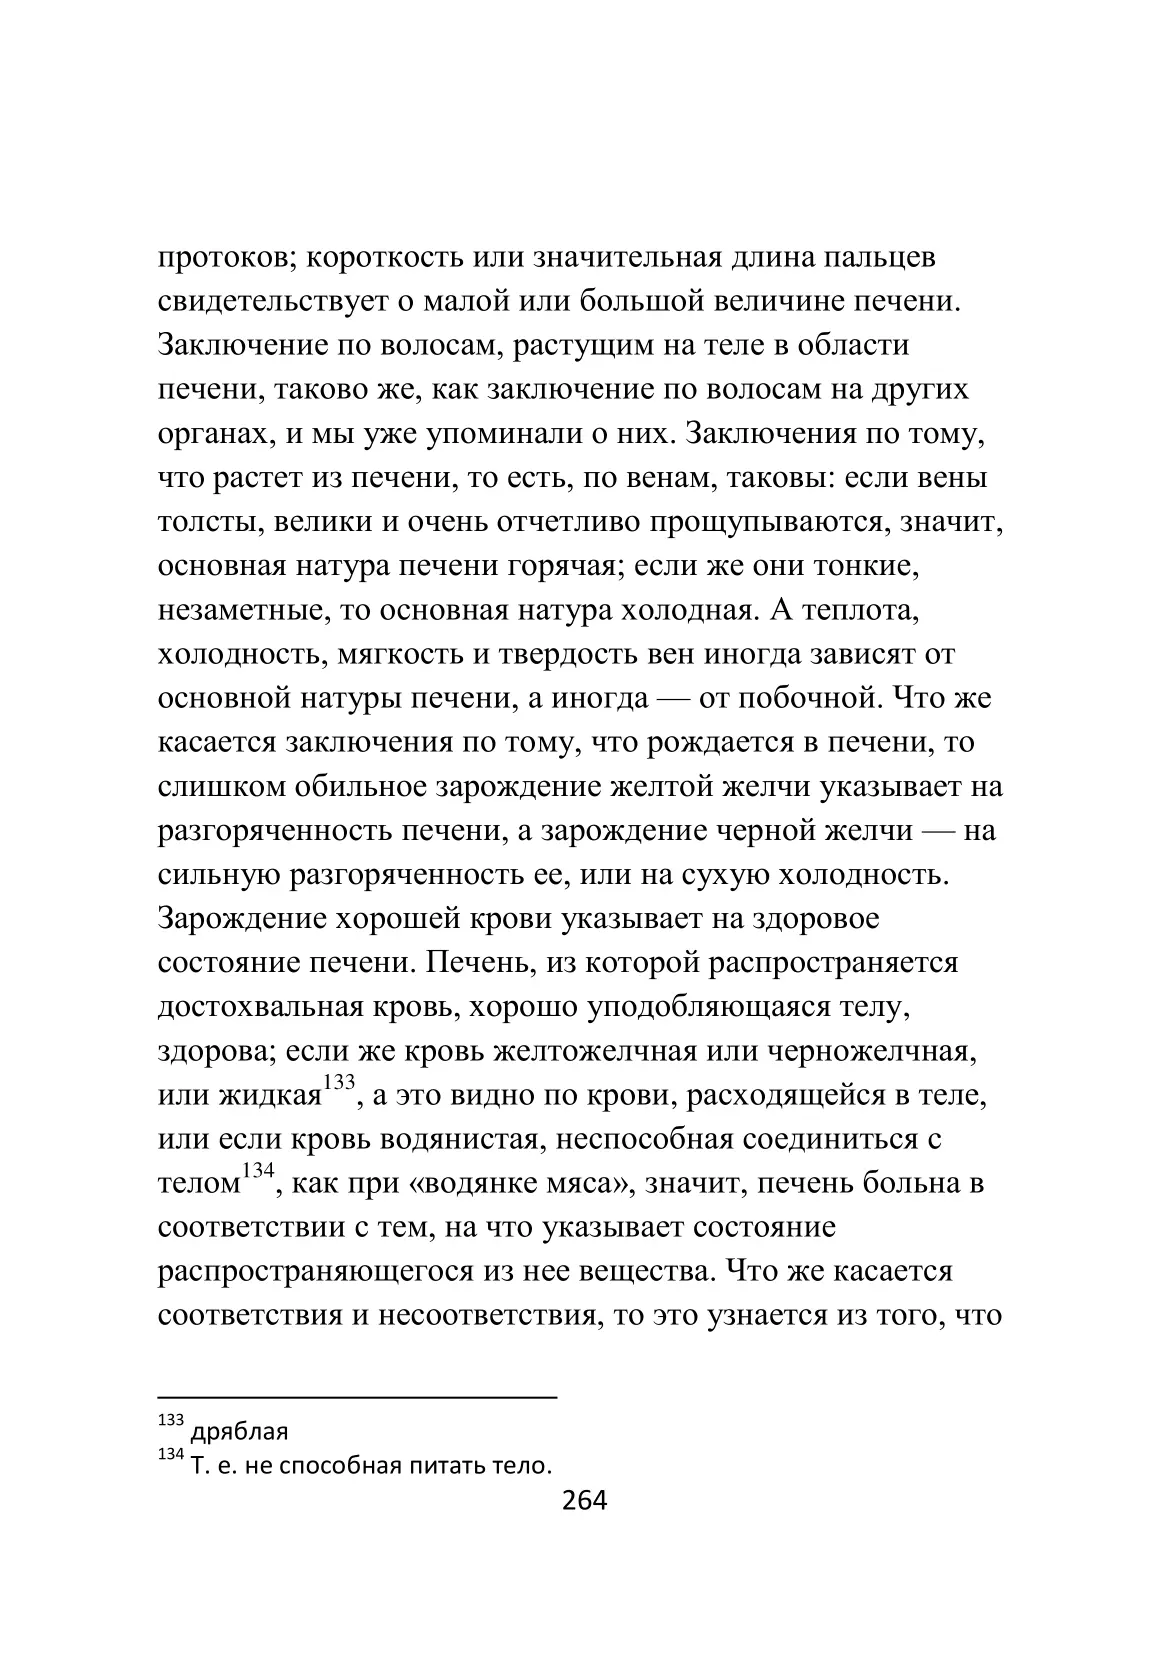 протоков; короткость или значительная длина пальцев
свидетельствует о малой или большой величине печени.
Заключение по волосам, растущим на теле в области
печени, таково же, как заключение по волосам на других
органах, и мы уже упоминали о них. Заключения по тому,
что растет из печени, то есть, по венам, таковы: если вены
толсты, велики и очень отчетливо прощупываются, значит,
основная натура печени горячая; если же они тонкие,
незаметные, то основная натура холодная. А теплота,
холодность, мягкость и твердость вен иногда зависят от
основной натуры печени, а иногда — от побочной. Что же
касается заключения по тому, что рождается в печени, то
слишком обильное зарождение желтой желчи указывает на
разгоряченность печени, а зарождение черной желчи — на
сильную разгоряченность ее, или на сухую холодность.
Зарождение хорошей крови указывает на здоровое
состояние печени. Печень, из которой распространяется
достохвальная кровь, хорошо уподобляющаяся телу,
здорова; если же кровь желтожелчная или черножелчная,
или жидкая133, а это видно по крови, расходящейся в теле,
или если кровь водянистая, неспособная соединиться с
телом134, как при «водянке мяса», значит, печень больна в
соответствии с тем, на что указывает состояние
распространяющегося из нее вещества. Что же касается
соответствия и несоответствия, то это узнается из того, что
133 дряблая
134 Т. е. не способная питать тело.
264